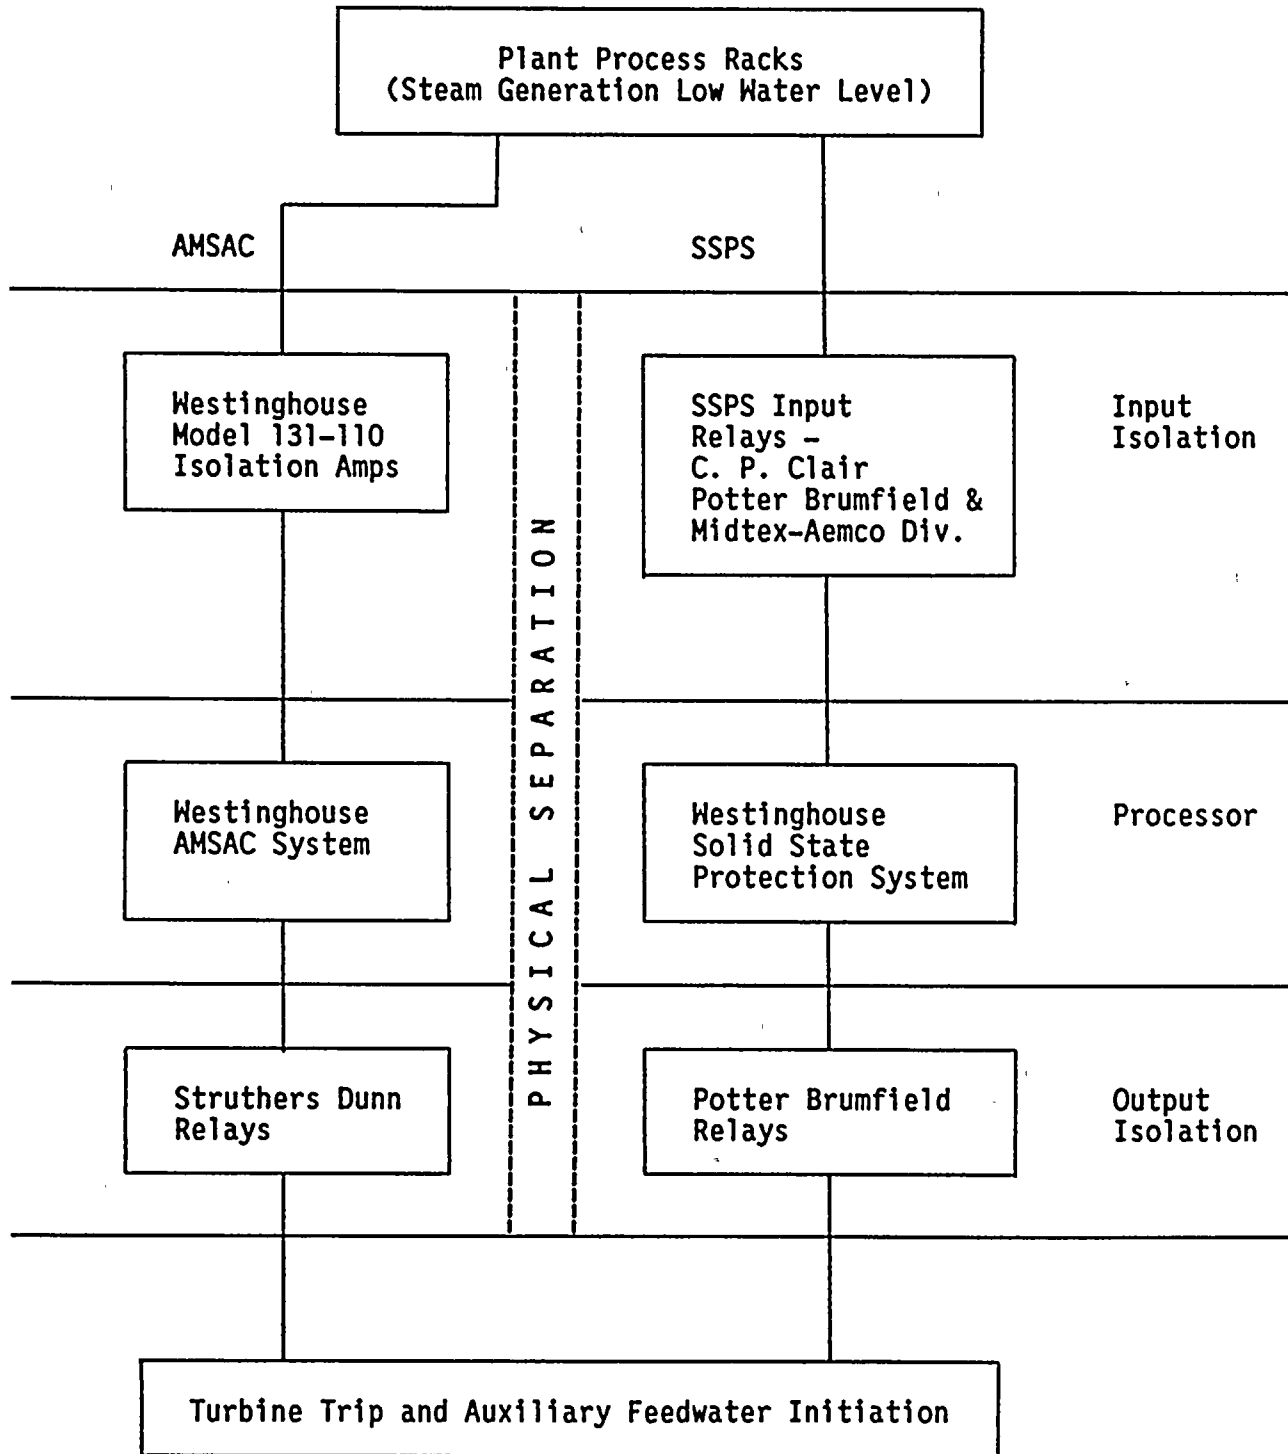 Plant Process Racks
(Steam Generation Low Water Level)
AMSAC
SSPS
Westinghouse
Model 131-110
Isolation Amps
SSPS Input
Relays -
C. P. Clair
Potter Brumfield &
Midtex-Aemco Div.
Input
Isolation
PHYSICAL SEPARATION
Westinghouse
AMSAC System
Westinghouse
Solid State
Protection System
Processor
Struthers Dunn
Relays
Potter Brumfield
Relays
Output
Isolation
Turbine Trip and Auxiliary Feedwater Initiation